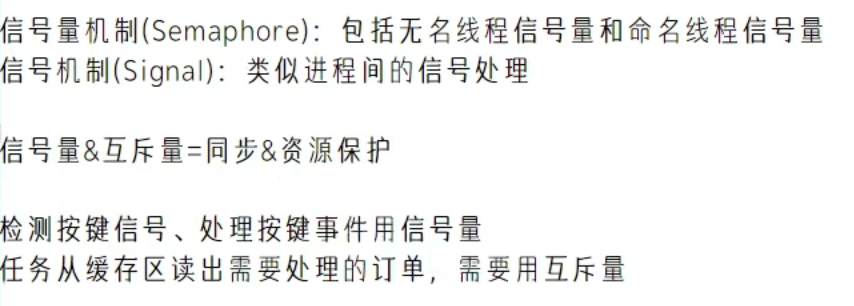 信号量机制(Semaphore)：包括无名线程信号量和命名线程信号量
信号机制(Signal)：类似进程间的信号处理
信号量&互斥量=同步&资源保护
检测按键信号、处理按键事件用信号量
任务从缓存区读出需要处理的订单，需要用互斥量